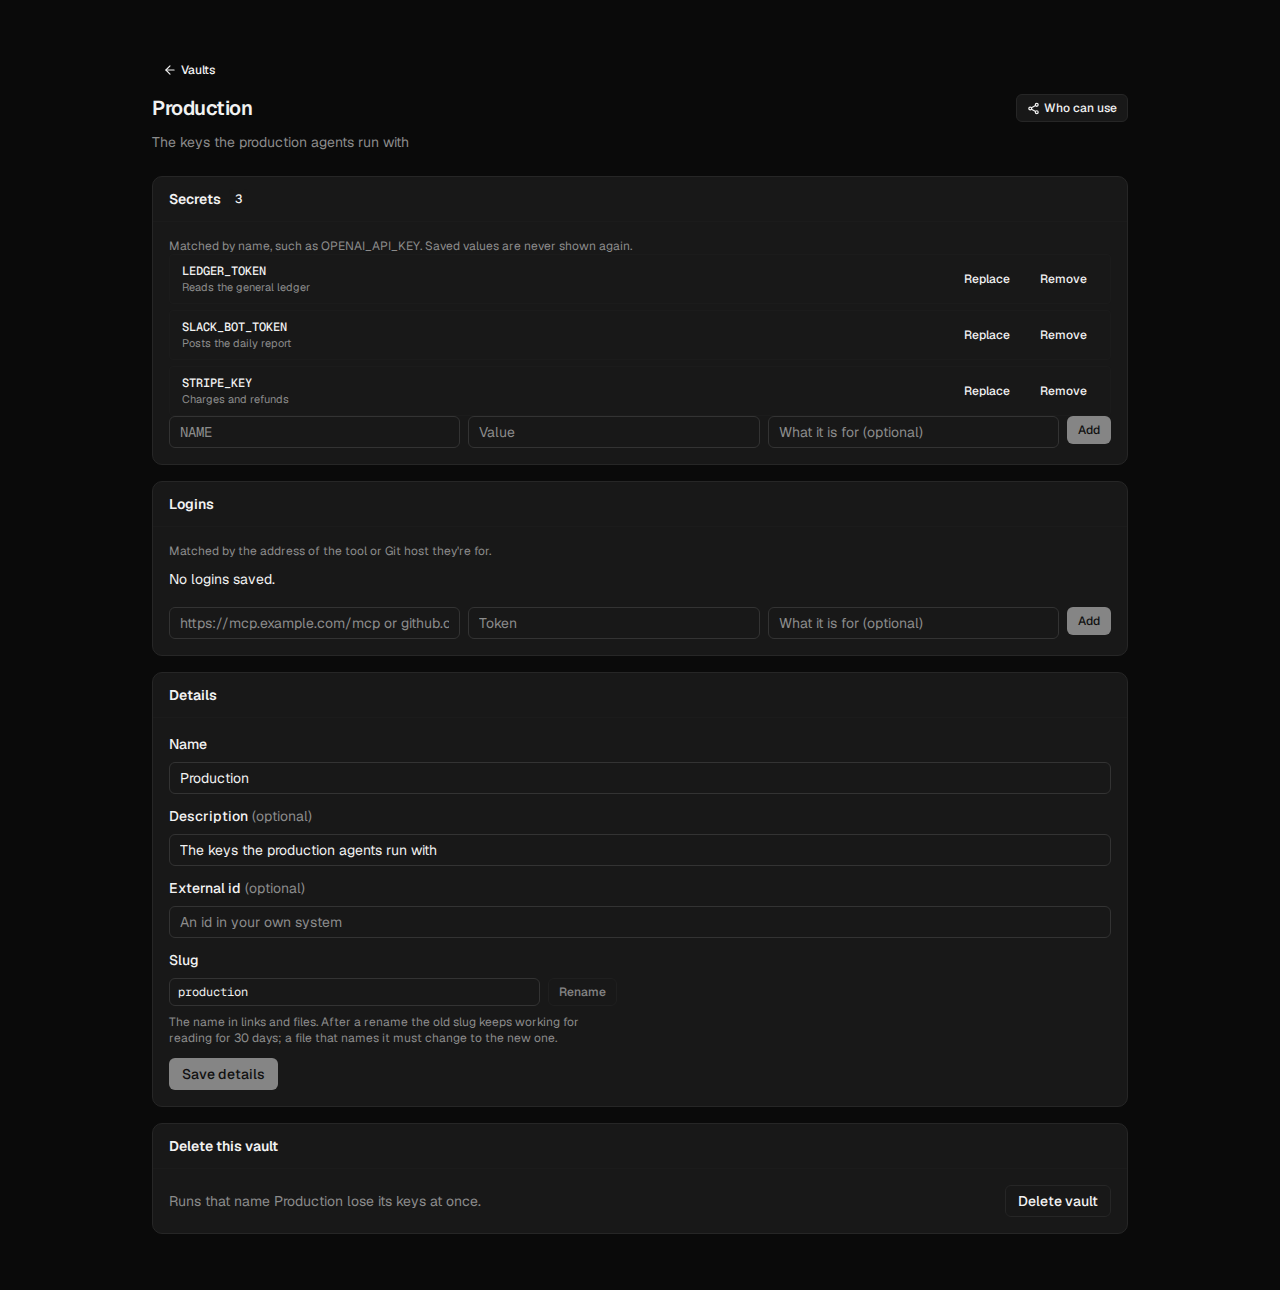 Vaults
Production
Who can use
The keys the production agents run with
Secrets 3
Matched by name, such as OPENAI_API_KEY. Saved values are never shown again.
LEDGER_TOKEN
Reads the general ledger
Replace Remove
SLACK_BOT_TOKEN
Posts the daily report
Replace Remove
STRIPE_KEY
Charges and refunds
Replace Remove
NAME Value What it is for (optional) Add
Logins
Matched by the address of the tool or Git host they're for.
No logins saved.
https://mcp.example.com/mcp or github.c Token What it is for (optional) Add
Details
Name
Production
Description (optional)
The keys the production agents run with
External id (optional)
An id in your own system
Slug
production Rename
The name in links and files. After a rename the old slug keeps working for
reading for 30 days; a file that names it must change to the new one.
Save details
Delete this vault
Runs that name Production lose its keys at once.
Delete vault